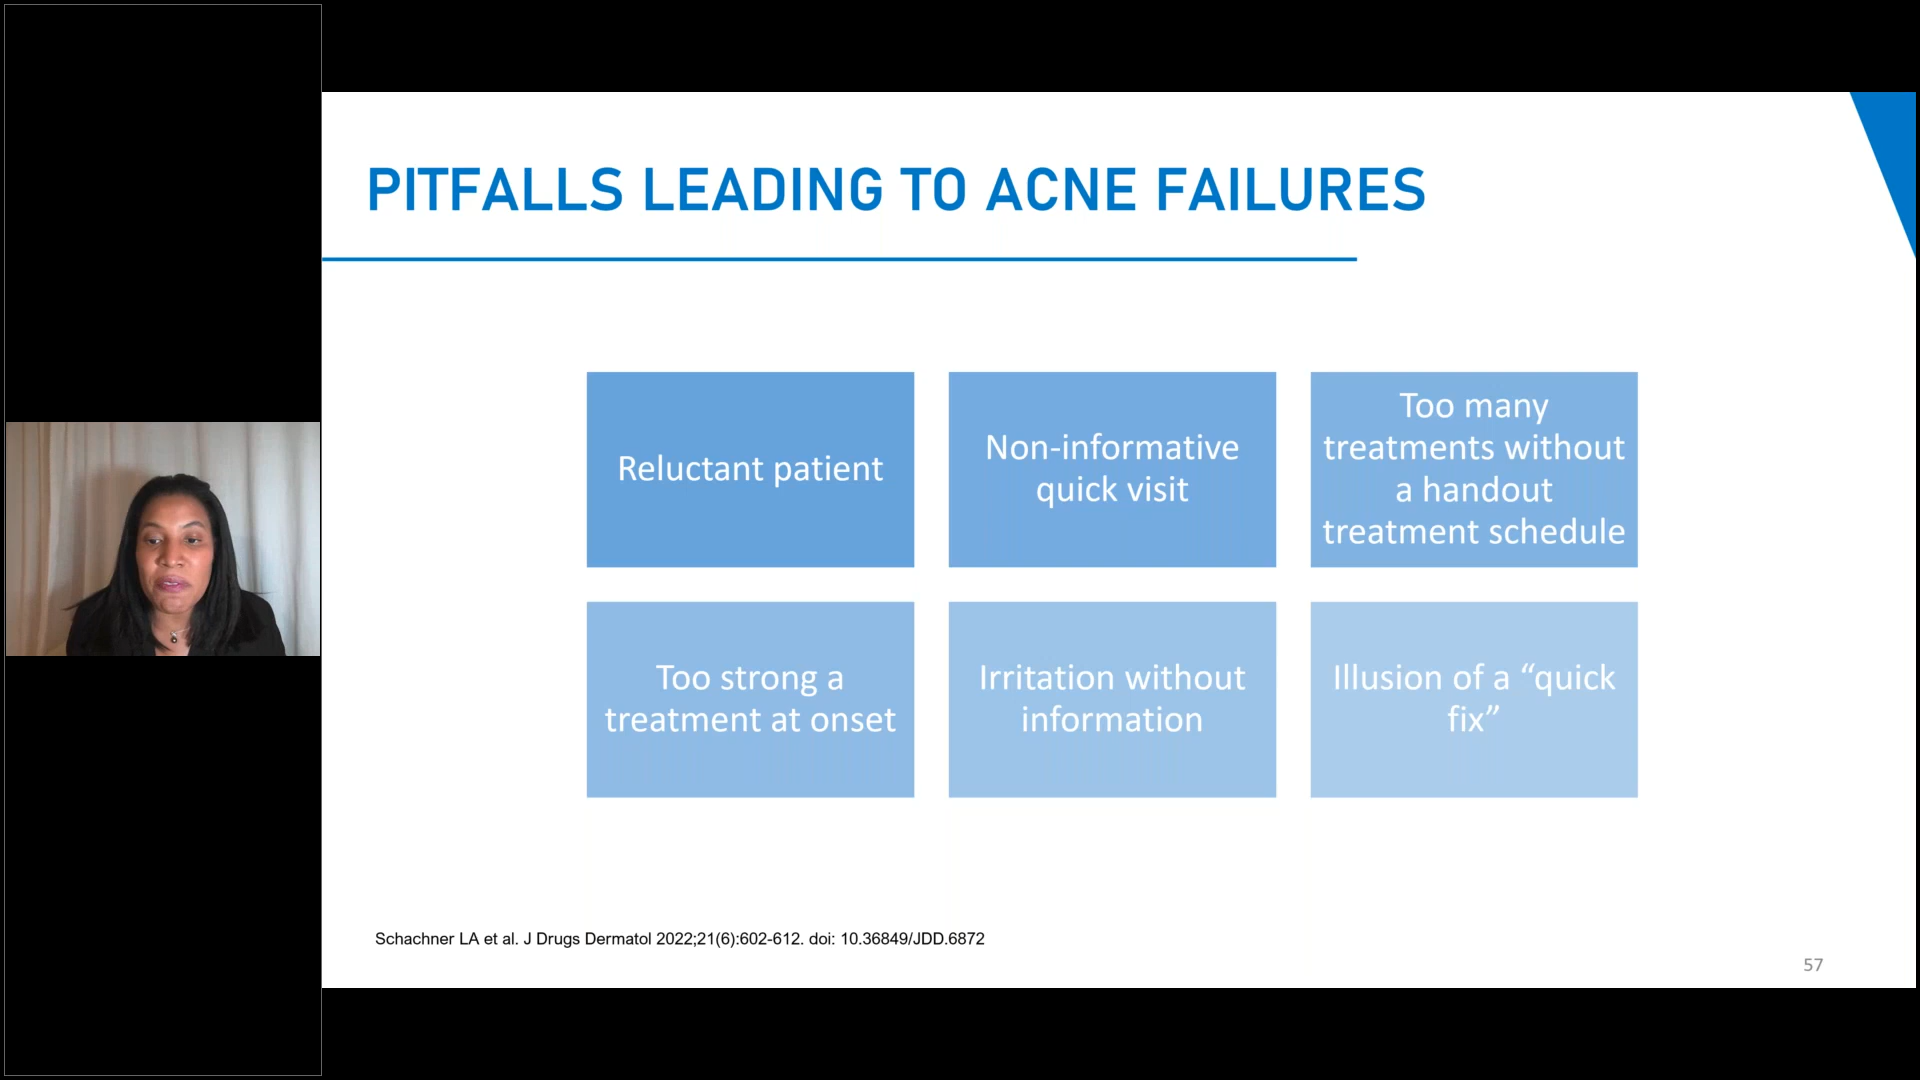 PITFALLS LEADING TO ACNE FAILURES
Reluctant patient
Non-informative
quick visit
Too many
treatments without
a handout
treatment schedule
Too strong a
treatment at onset
Irritation without
information
Illusion of a “quick
fix”
Schachner LA et al. J Drugs Dermatol 2022;21(6):602-612. doi: 10.36849/JDD.6872
57